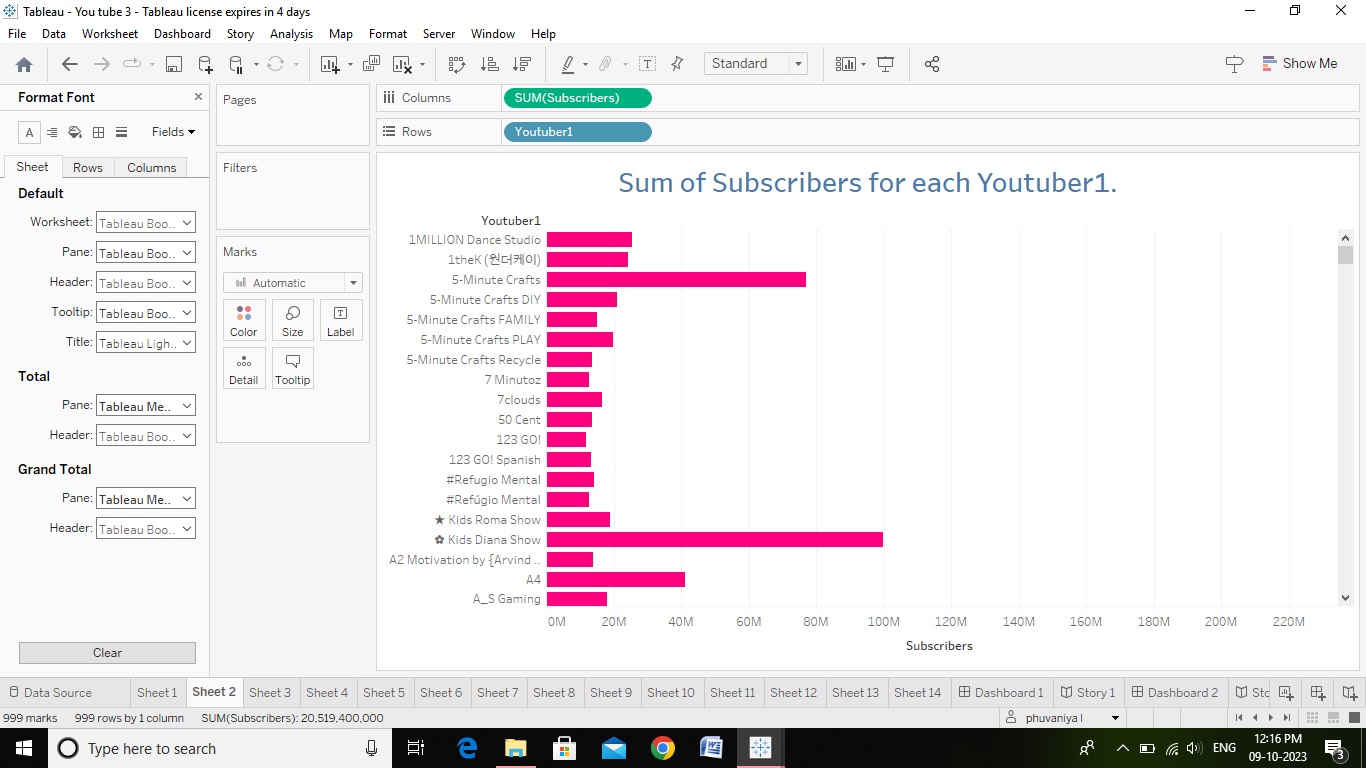 Tableau - You tube 3 - Tableau license expires in 4 days
File Data Worksheet Dashboard Story Analysis Map Format Server Window Help
Standard
Show Me
Format Font
Fields
Sheet Rows Columns
Default
Worksheet: Tableau Boo..
Pane: Tableau Boo..
Header: Tableau Boo..
Tooltip: Tableau Boo..
Title: Tableau Ligh..
Total
Pane: Tableau Me..
Header: Tableau Boo..
Grand Total
Pane: Tableau Me..
Header: Tableau Boo..
Clear
Pages
Filters
Marks
Automatic
Color Size Label
Detail Tooltip
Columns SUM(Subscribers)
Rows Youtuber1
Sum of Subscribers for each Youtuber1.
Youtuber1
1MILLION Dance Studio
1theK (원더케이)
5-Minute Crafts
5-Minute Crafts DIY
5-Minute Crafts FAMILY
5-Minute Crafts PLAY
5-Minute Crafts Recycle
7 Minutoz
7clouds
50 Cent
123 GO!
123 GO! Spanish
#Refugio Mental
#Refúgio Mental
★ Kids Roma Show
✿ Kids Diana Show
A2 Motivation by {Arvind ..
A4
A_S Gaming
0M 20M 40M 60M 80M 100M 120M 140M 160M 180M 200M 220M
Subscribers
Data Source Sheet 1 Sheet 2 Sheet 3 Sheet 4 Sheet 5 Sheet 6 Sheet 7 Sheet 8 Sheet 9 Sheet 10 Sheet 11 Sheet 12 Sheet 13 Sheet 14 Dashboard 1 Story 1 Dashboard 2 Stc
999 marks 999 rows by 1 column SUM(Subscribers): 20,519,400,000
phuvaniya l
Type here to search
ENG
12:16 PM
09-10-2023
3